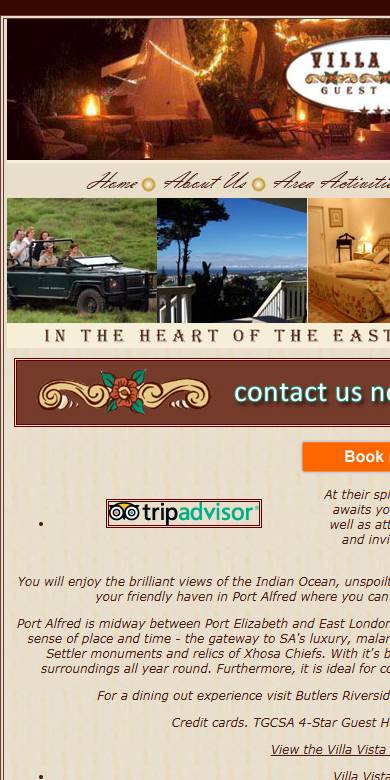 VILLA
GUEST
Home About Us Area Activiti
IN THE HEART OF THE EAST
contact us n
Book
tripadvisor
At their spl
awaits yo
well as att
and invi
You will enjoy the brilliant views of the Indian Ocean, unspoilt
your friendly haven in Port Alfred where you can
Port Alfred is midway between Port Elizabeth and East London
sense of place and time - the gateway to SA's luxury, malar
Settler monuments and relics of Xhosa Chiefs. With it's b
surroundings all year round. Furthermore, it is ideal for co
For a dining out experience visit Butlers Riversid
Credit cards. TGCSA 4-Star Guest H
View the Villa Vista
Villa Vista